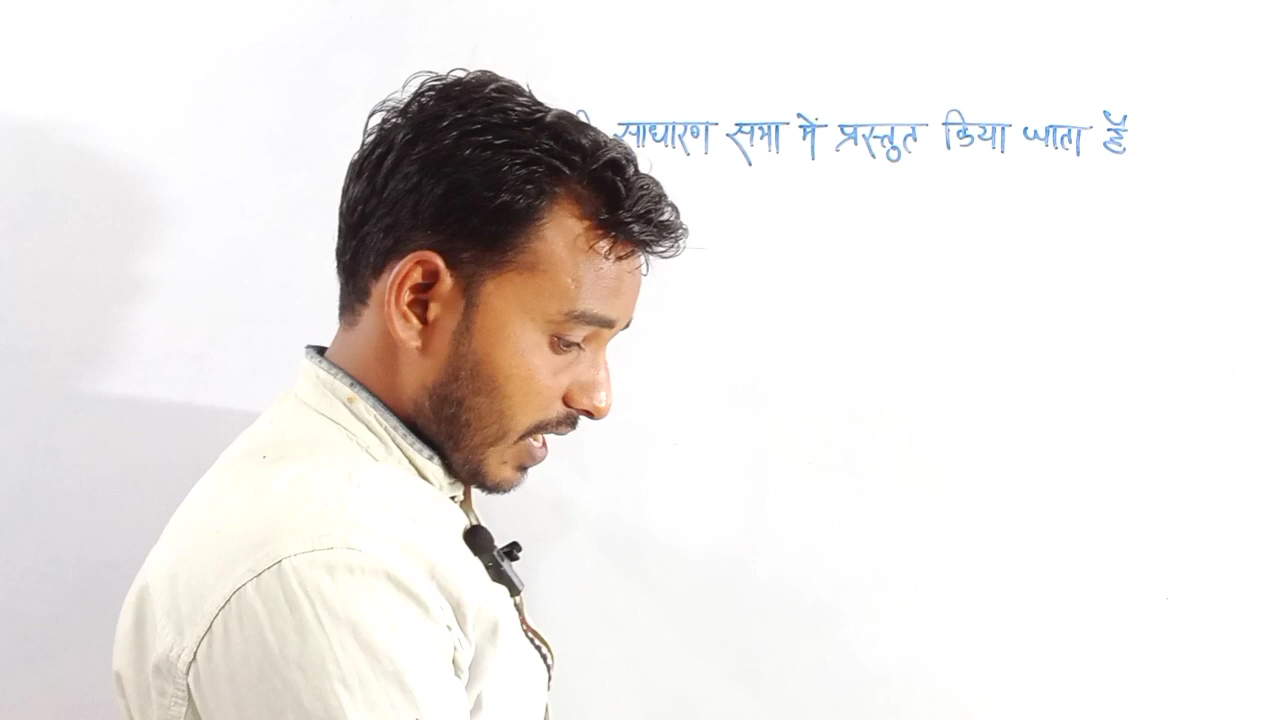 साधारण सभा में प्रस्तुत किया जाता है